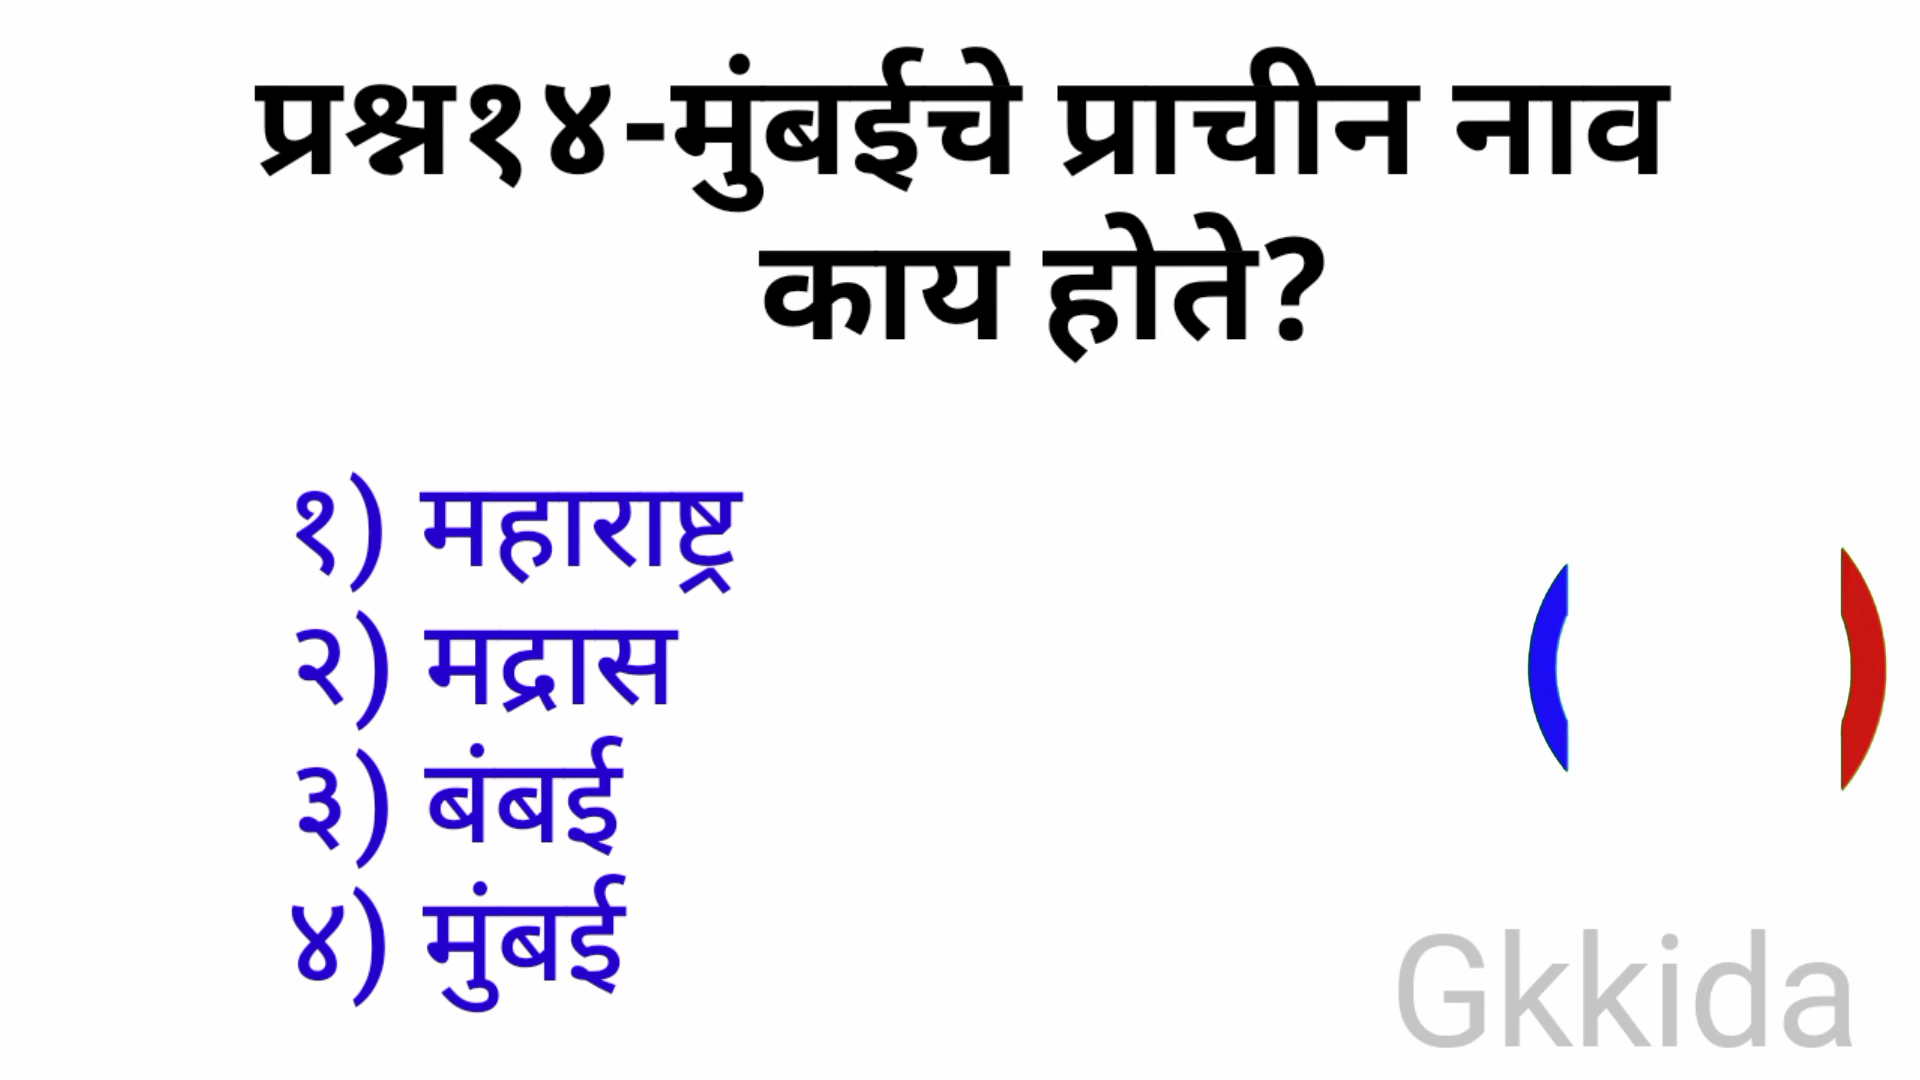 प्रश्न१४-मुंबईचे प्राचीन नाव
काय होते?
१) महाराष्ट्र
२) मद्रास
३) बंबई
४) मुंबई
Gkkida